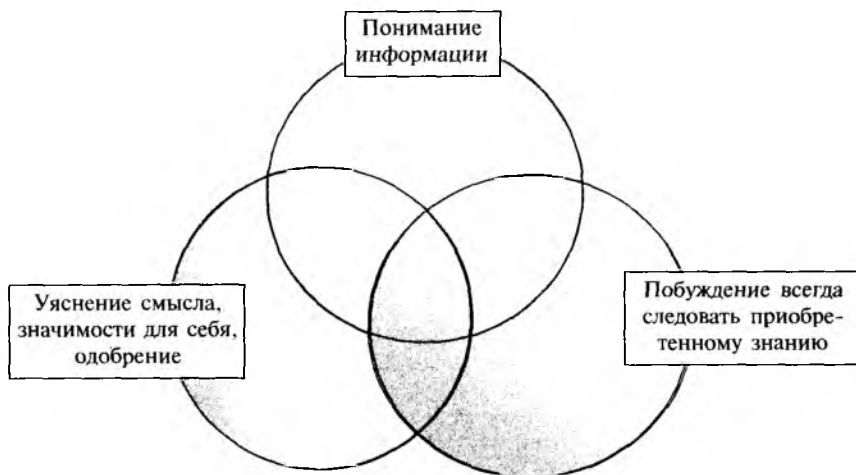 Понимание
информации
Уяснение смысла,
значимости для себя,
одобрение
Побуждение всегда
следовать приобре-
тенному знанию